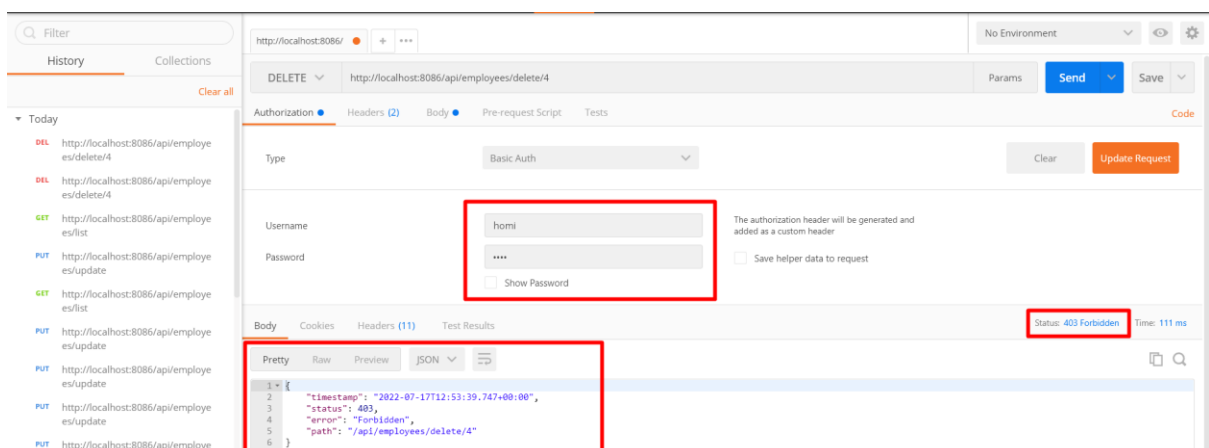 Filter
History Collections
Clear all
Today
DEL http://localhost:8086/api/employe
es/delete/4
DEL http://localhost:8086/api/employe
es/delete/4
GET http://localhost:8086/api/employe
es/list
PUT http://localhost:8086/api/employe
es/update
GET http://localhost:8086/api/employe
es/list
PUT http://localhost:8086/api/employe
es/update
PUT http://localhost:8086/api/employe
es/update
PUT http://localhost:8086/api/employe
es/update
PUT http://localhost:8086/api/employe
http://localhost:8086/ + •••
No Environment
DELETE http://localhost:8086/api/employees/delete/4 Params Send Save
Authorization Headers (2) Body Pre-request Script Tests Code
Type Basic Auth Clear Update Request
Username homi
The authorization header will be generated and
added as a custom header
Password ••••
Save helper data to request
Show Password
Body Cookies Headers (11) Test Results Status: 403 Forbidden Time: 111 ms
Pretty Raw Preview JSON
1 {
2 "timestamp": "2022-07-17T12:53:39.747+00:00",
3 "status": 403,
4 "error": "Forbidden",
5 "path": "/api/employees/delete/4"
6 }